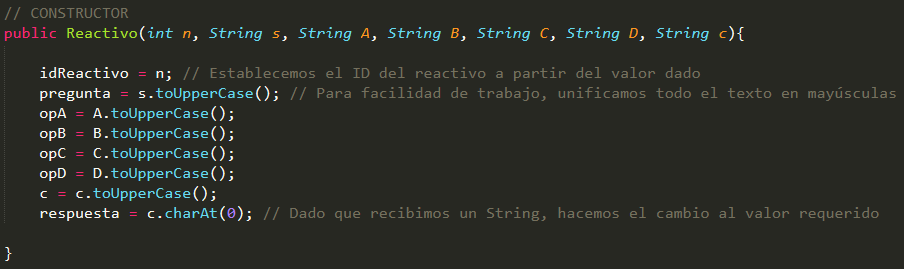 // CONSTRUCTOR
public Reactivo(int n, String s, String A, String B, String C, String D, String c){
idReactivo = n; // Establecemos el ID del reactivo a partir del valor dado
pregunta = s.toUpperCase(); // Para facilidad de trabajo, unificamos todo el texto en mayúsculas
opA = A.toUpperCase();
opB = B.toUpperCase();
opC = C.toUpperCase();
opD = D.toUpperCase();
c = c.toUpperCase();
respuesta = c.charAt(0); // Dado que recibimos un String, hacemos el cambio al valor requerido
}